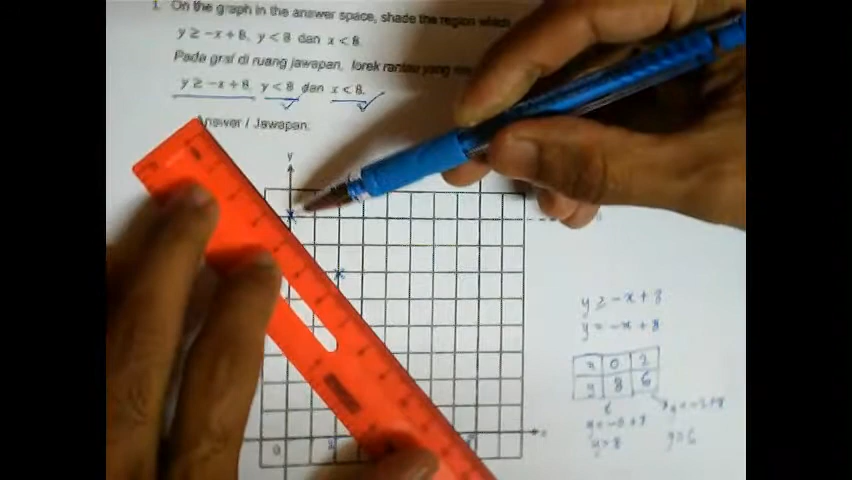 1. On the graph in the answer space, shade the region which
y ≥ -x + 8, y < 8 dan x < 8.
Pada graf di ruang jawapan, lorek rantau yang
y ≥ -x + 8, y < 8 dan x < 8.
Answer / Jawapan:
y
y ≥ -x + 8
y = -x + 8
x 0 2
y 8 6
y = -0 + 8
y = 8
y = -2 + 8
y = 6
0
x